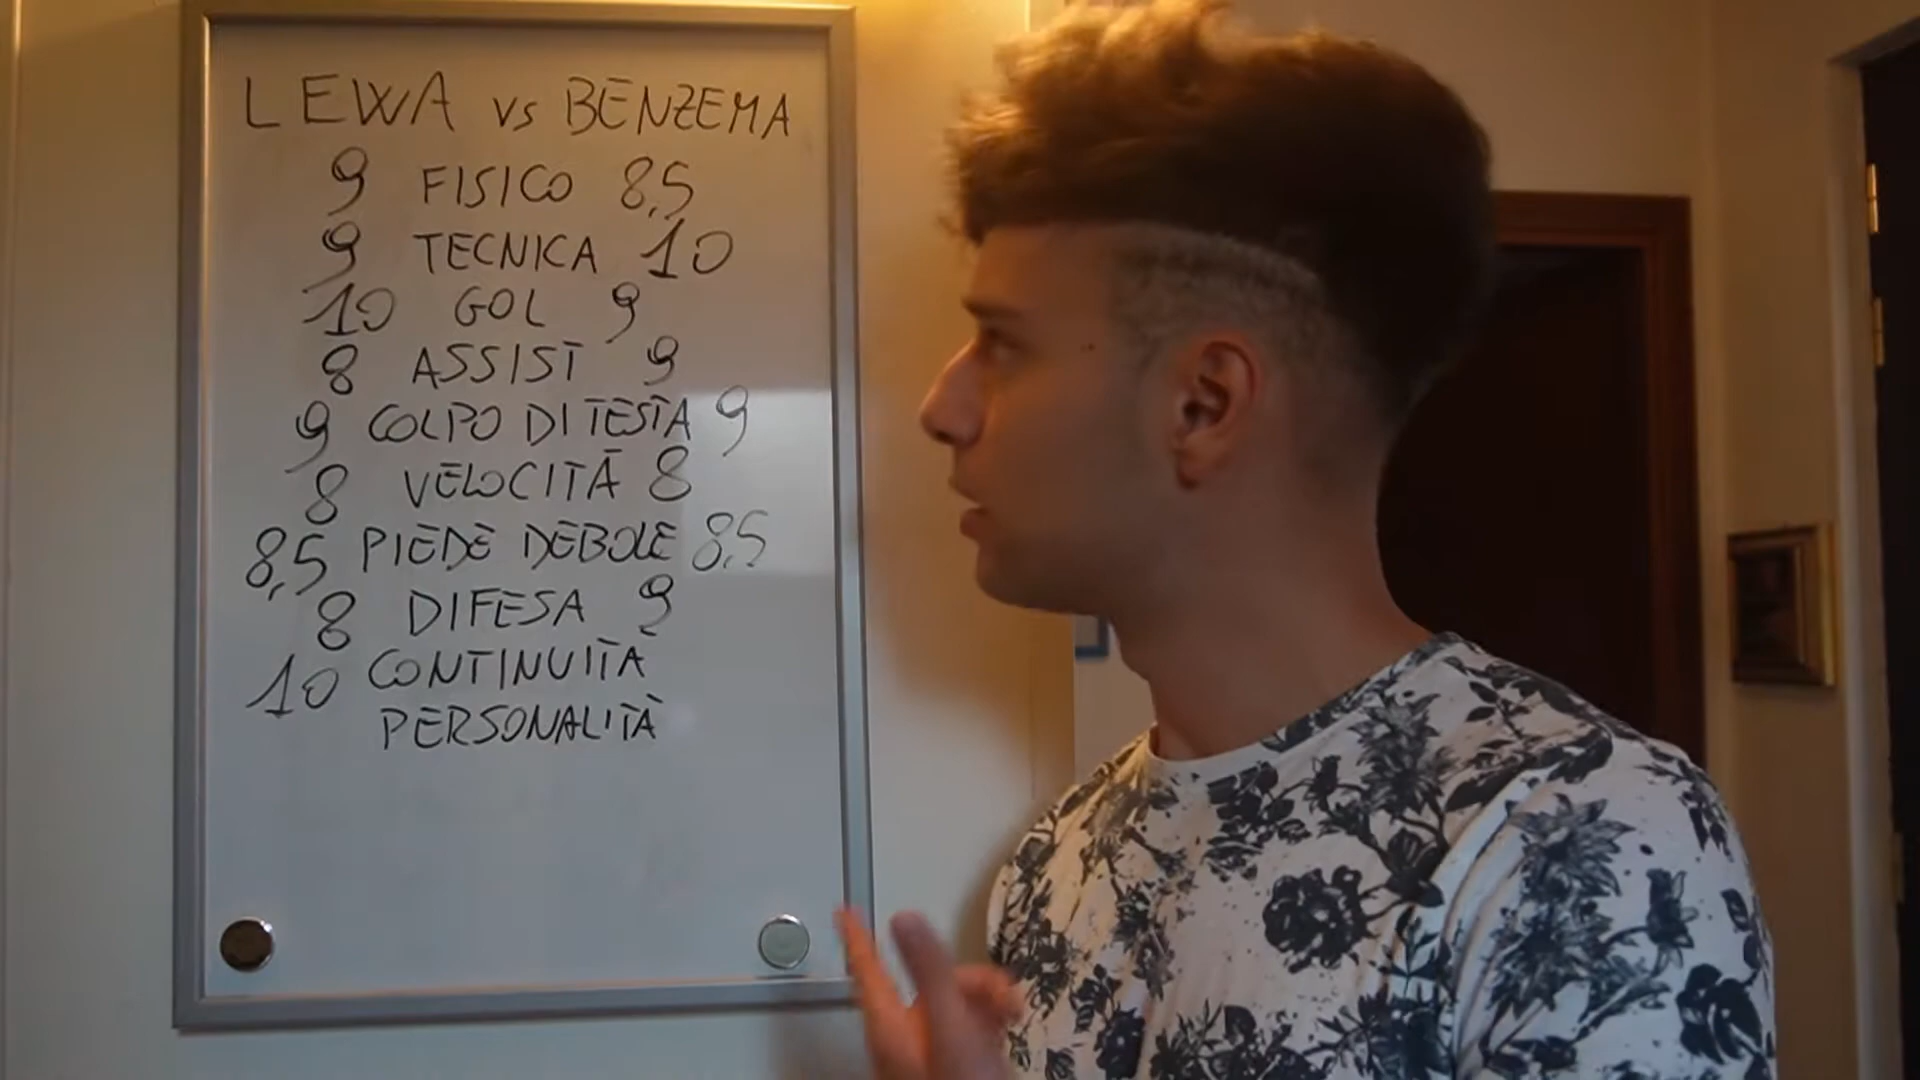 LEWA vs BENZEMA
9 FISICO 8,5
9 TECNICA 10
10 GOL 9
8 ASSIST 9
9 COLPO DI TESTA 9
8 VELOCITÀ 8
8,5 PIEDE DEBOLE 8,5
8 DIFESA 9
10 CONTINUITÀ
PERSONALITÀ